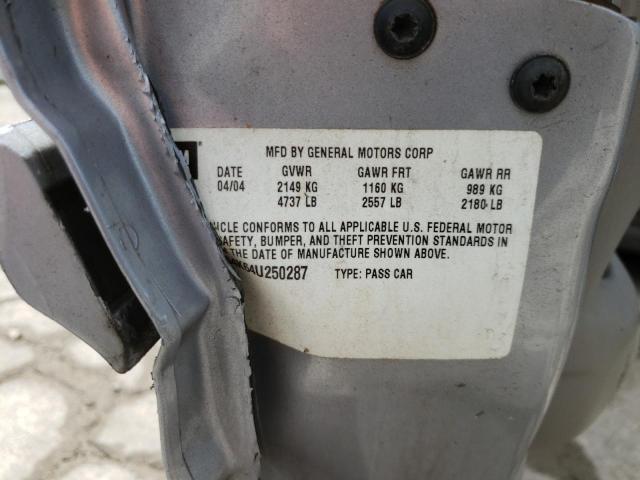 MFD BY GENERAL MOTORS CORP
DATE GVWR GAWR FRT GAWR RR
04/04 2149 KG 1160 KG 989 KG
4737 LB 2557 LB 2180 LB
CONFORMS TO ALL APPLICABLE U.S. FEDERAL MOTOR
SAFETY, BUMPER, AND THEFT PREVENTION STANDARDS IN
THE DATE OF MANUFACTURE SHOWN ABOVE.
64U250287 TYPE: PASS CAR